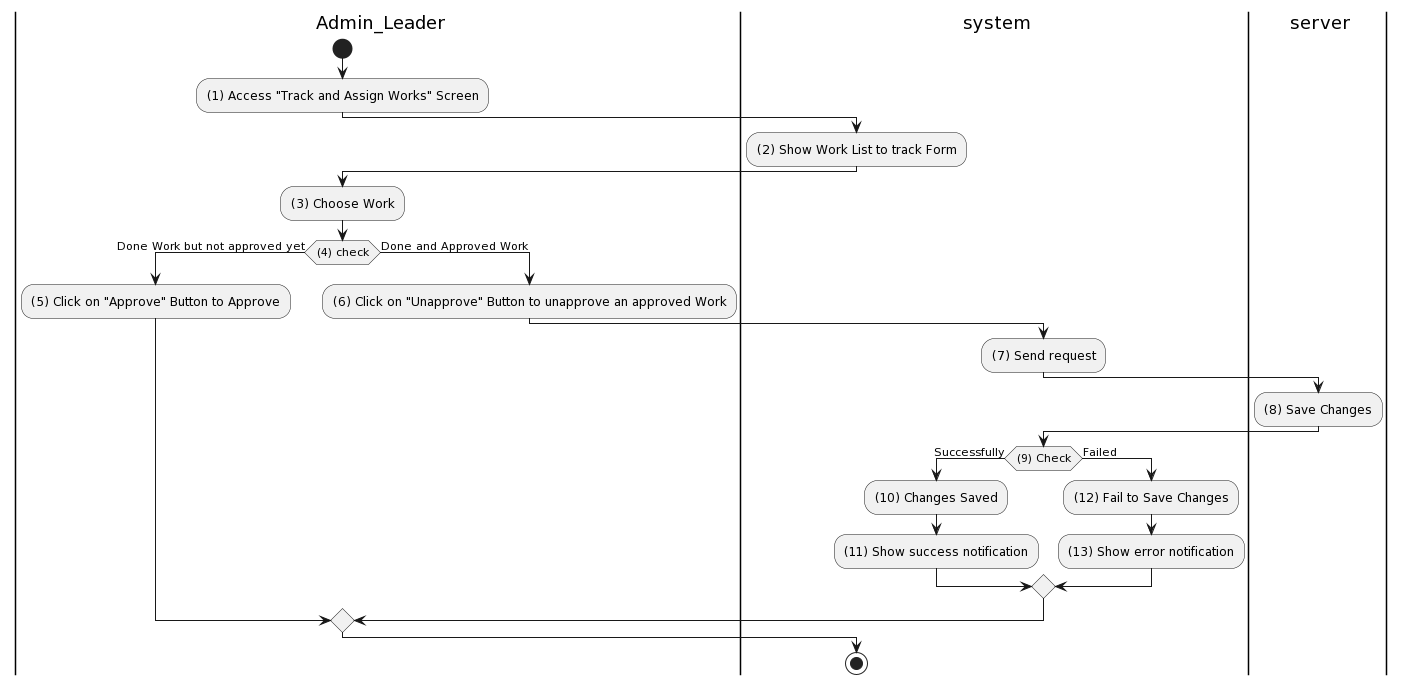 Admin_Leader
system
server
(1) Access "Track and Assign Works" Screen
(2) Show Work List to track Form
(3) Choose Work
Done Work but not approved yet
(4) check
Done and Approved Work
(5) Click on "Approve" Button to Approve
(6) Click on "Unapprove" Button to unapprove an approved Work
(7) Send request
(8) Save Changes
Successfully
(9) Check
Failed
(10) Changes Saved
(12) Fail to Save Changes
(11) Show success notification
(13) Show error notification